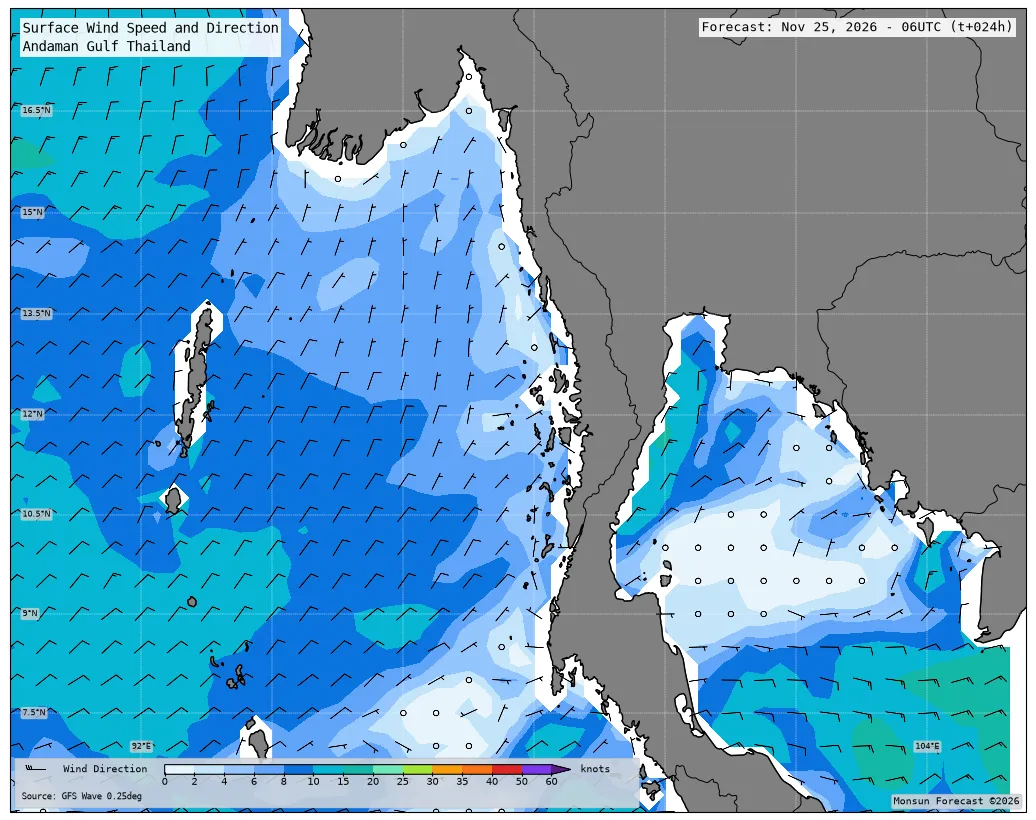 Surface Wind Speed and Direction
Andaman Gulf Thailand
Forecast: Nov 25, 2026 - 06UTC (t+024h)
16.5°N
15°N
13.5°N
12°N
10.5°N
9°N
7.5°N
92°E
104°E
Wind Direction
0 2 4 6 8 10 15 20 25 30 40 50 60
knots
Source: GFS Wave 0.25deg
Monsun Forecast ©2026